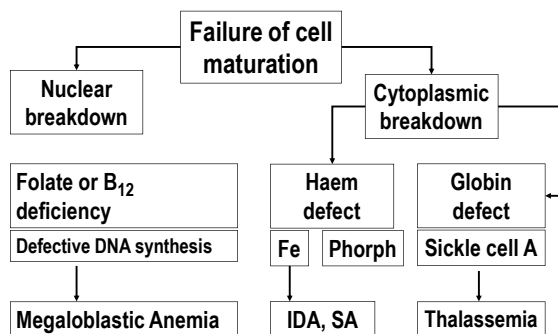 Failure of cell
maturation
Nuclear
breakdown
Cytoplasmic
breakdown
Folate or B₁₂
deficiency
Defective DNA synthesis
Megaloblastic Anemia
Haem
defect
Fe
Phorph
IDA, SA
Globin
defect
Sickle cell A
Thalassemia